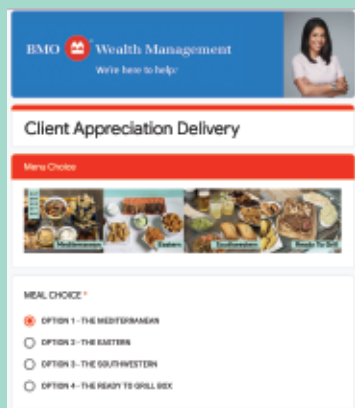 BMO Wealth Management
We're here to help.
Client Appreciation Delivery
Menu Choice
Mediterranean Eastern Southwestern Ready To Grill
MEAL CHOICE *
OPTION 1 - THE MEDITERRANEAN
OPTION 2 - THE EASTERN
OPTION 3 - THE SOUTHWESTERN
OPTION 4 - THE READY TO GRILL BOX